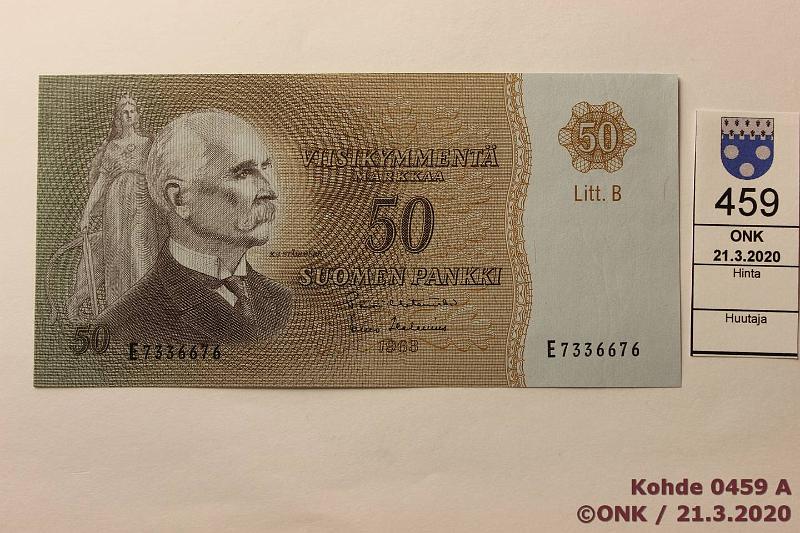 VIISIKYMMENTÄ
MARKKAA
50
K.J. STÅHLBERG
SUOMEN PANKKI
1963
50
E7336676
50
Litt. B
E7336676
459
ONK
21.3.2020
Hinta
Huutaja
Kohde 0459 A
©ONK / 21.3.2020